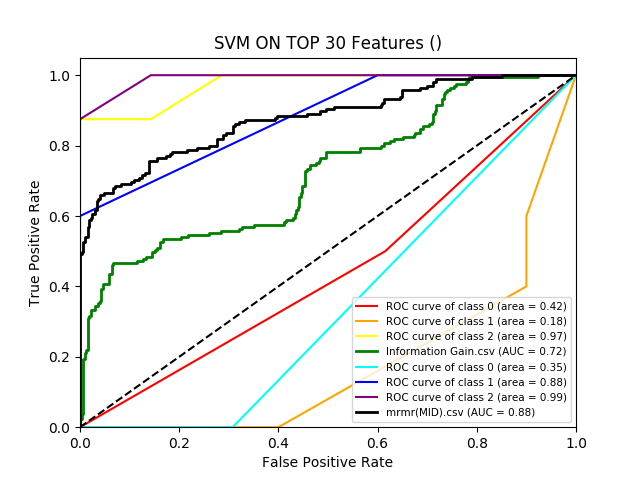 SVM ON TOP 30 Features ()
True Positive Rate
1.0
0.8
0.6
0.4
0.2
0.0
ROC curve of class 0 (area = 0.42)
ROC curve of class 1 (area = 0.18)
ROC curve of class 2 (area = 0.97)
Information Gain.csv (AUC = 0.72)
ROC curve of class 0 (area = 0.35)
ROC curve of class 1 (area = 0.88)
ROC curve of class 2 (area = 0.99)
mrmr(MID).csv (AUC = 0.88)
0.0 0.2 0.4 0.6 0.8 1.0
False Positive Rate